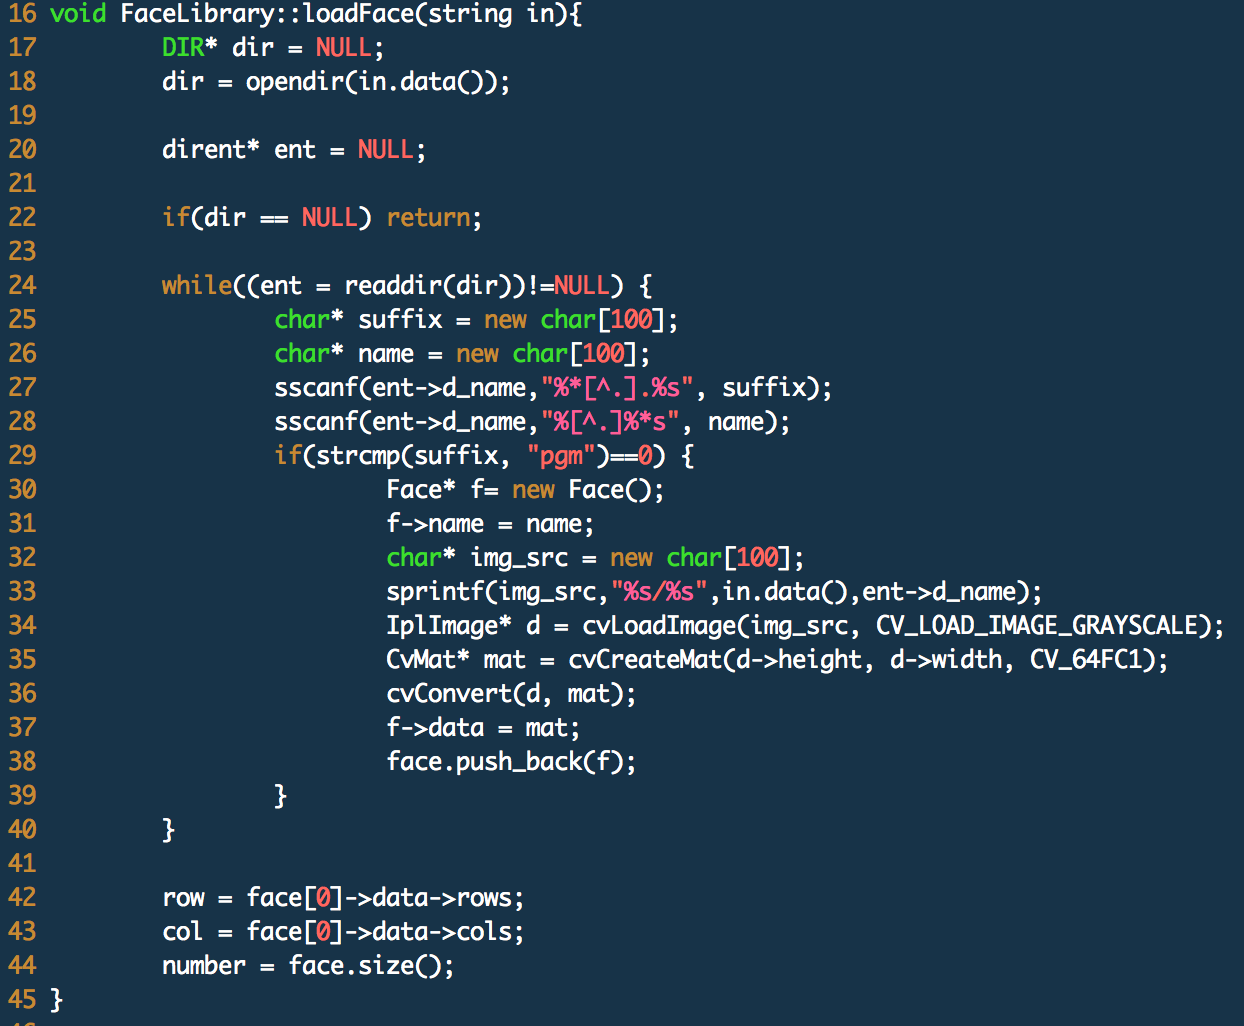 16 void FaceLibrary::loadFace(string in){
17         DIR* dir = NULL;
18         dir = opendir(in.data());
19
20         dirent* ent = NULL;
21
22         if(dir == NULL) return;
23
24         while((ent = readdir(dir))!=NULL) {
25                 char* suffix = new char[100];
26                 char* name = new char[100];
27                 sscanf(ent->d_name,"%*[^.].%s", suffix);
28                 sscanf(ent->d_name,"%[^.]%*s", name);
29                 if(strcmp(suffix, "pgm")==0) {
30                         Face* f= new Face();
31                         f->name = name;
32                         char* img_src = new char[100];
33                         sprintf(img_src,"%s/%s",in.data(),ent->d_name);
34                         IplImage* d = cvLoadImage(img_src, CV_LOAD_IMAGE_GRAYSCALE);
35                         CvMat* mat = cvCreateMat(d->height, d->width, CV_64FC1);
36                         cvConvert(d, mat);
37                         f->data = mat;
38                         face.push_back(f);
39                 }
40         }
41
42         row = face[0]->data->rows;
43         col = face[0]->data->cols;
44         number = face.size();
45 }